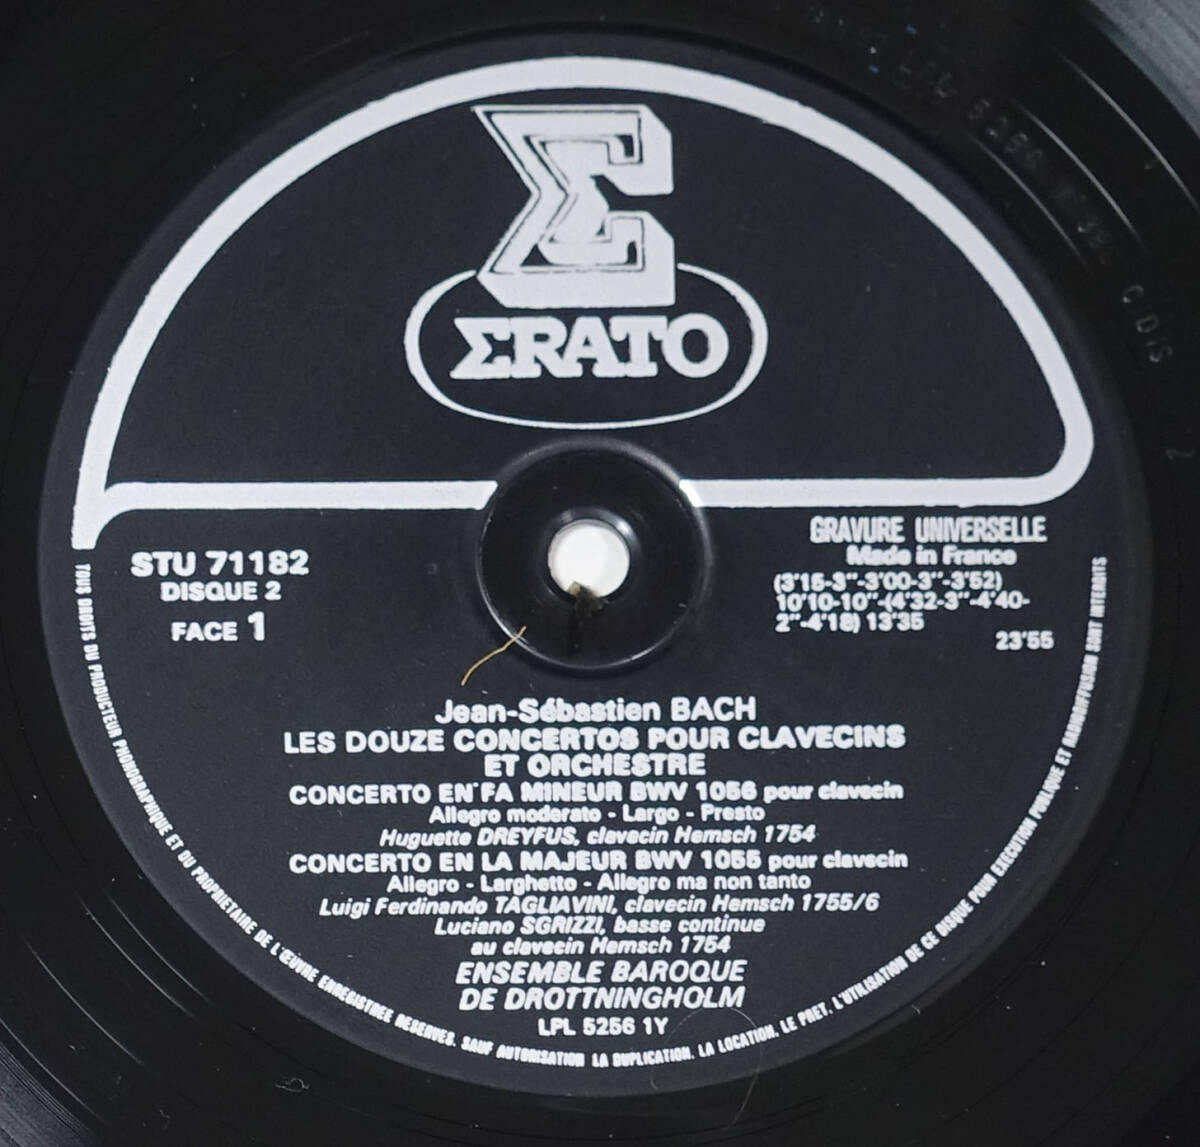 ΣRATO
STU 71182
DISQUE 2
FACE 1
GRAVURE UNIVERSELLE
Made in France
(3'15-3"-3'00-3"-3'52)
10'10-10"-(4'32-3"-4'40-
2"-4'18) 13'35
23'55
Jean-Sébastien BACH
LES DOUZE CONCERTOS POUR CLAVECINS
ET ORCHESTRE
CONCERTO EN FA MINEUR BWV 1056 pour clavecin
Allegro moderato - Largo - Presto
Huguette DREYFUS, clavecin Hemsch 1754
CONCERTO EN LA MAJEUR BWV 1055 pour clavecin
Allegro - Larghetto - Allegro ma non tanto
Luigi Ferdinando TAGLIAVINI, clavecin Hemsch 1755/6
Luciano SGRIZZI, basse continue
au clavecin Hemsch 1754
ENSEMBLE BAROQUE
DE DROTTNINGHOLM
LPL 5256 1Y
TOUS DROITS DU PRODUCTEUR PHONOGRAPHIQUE ET DU PROPRIETAIRE DE L'ŒUVRE ENREGISTREE RESERVES. SAUF AUTORISATION LA DUPLICATION, LA LOCATION, LE PRET, L'UTILISATION DE CE DISQUE POUR EXECUTION PUBLIQUE ET RADIODIFFUSION SONT INTERDITS